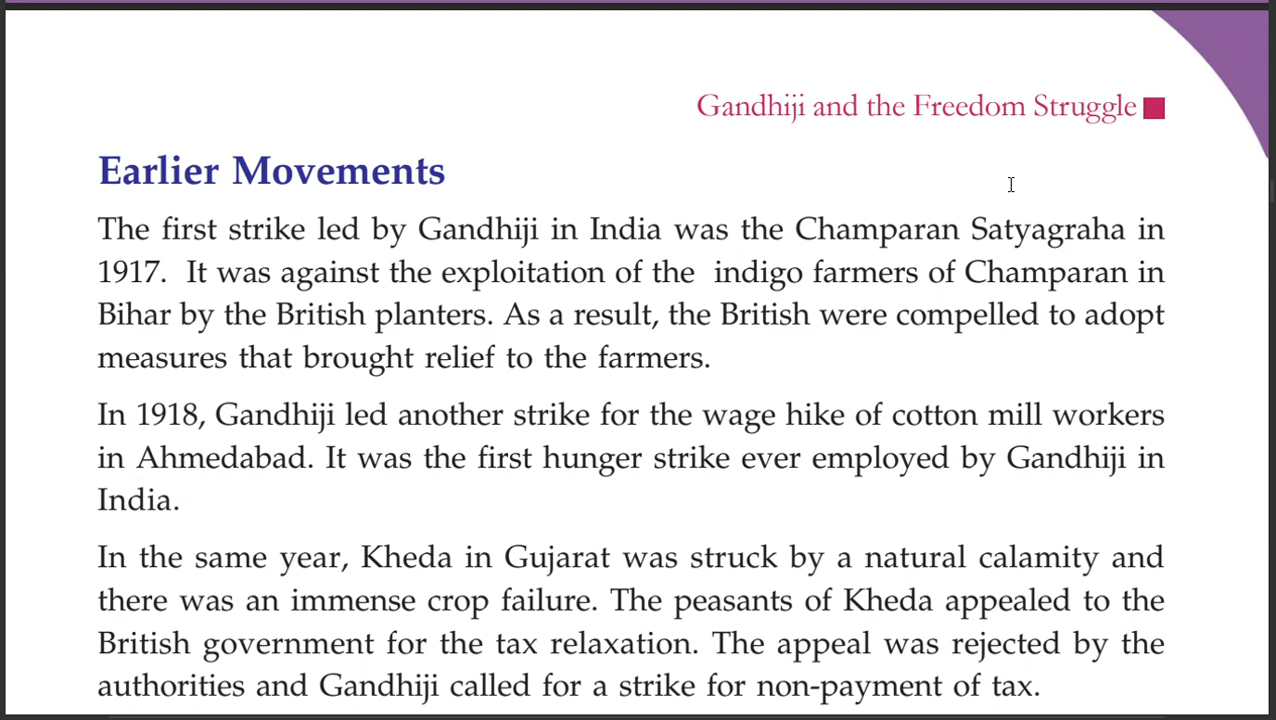 Gandhiji and the Freedom Struggle
Earlier Movements
The first strike led by Gandhiji in India was the Champaran Satyagraha in
1917. It was against the exploitation of the indigo farmers of Champaran in
Bihar by the British planters. As a result, the British were compelled to adopt
measures that brought relief to the farmers.
In 1918, Gandhiji led another strike for the wage hike of cotton mill workers
in Ahmedabad. It was the first hunger strike ever employed by Gandhiji in
India.
In the same year, Kheda in Gujarat was struck by a natural calamity and
there was an immense crop failure. The peasants of Kheda appealed to the
British government for the tax relaxation. The appeal was rejected by the
authorities and Gandhiji called for a strike for non-payment of tax.